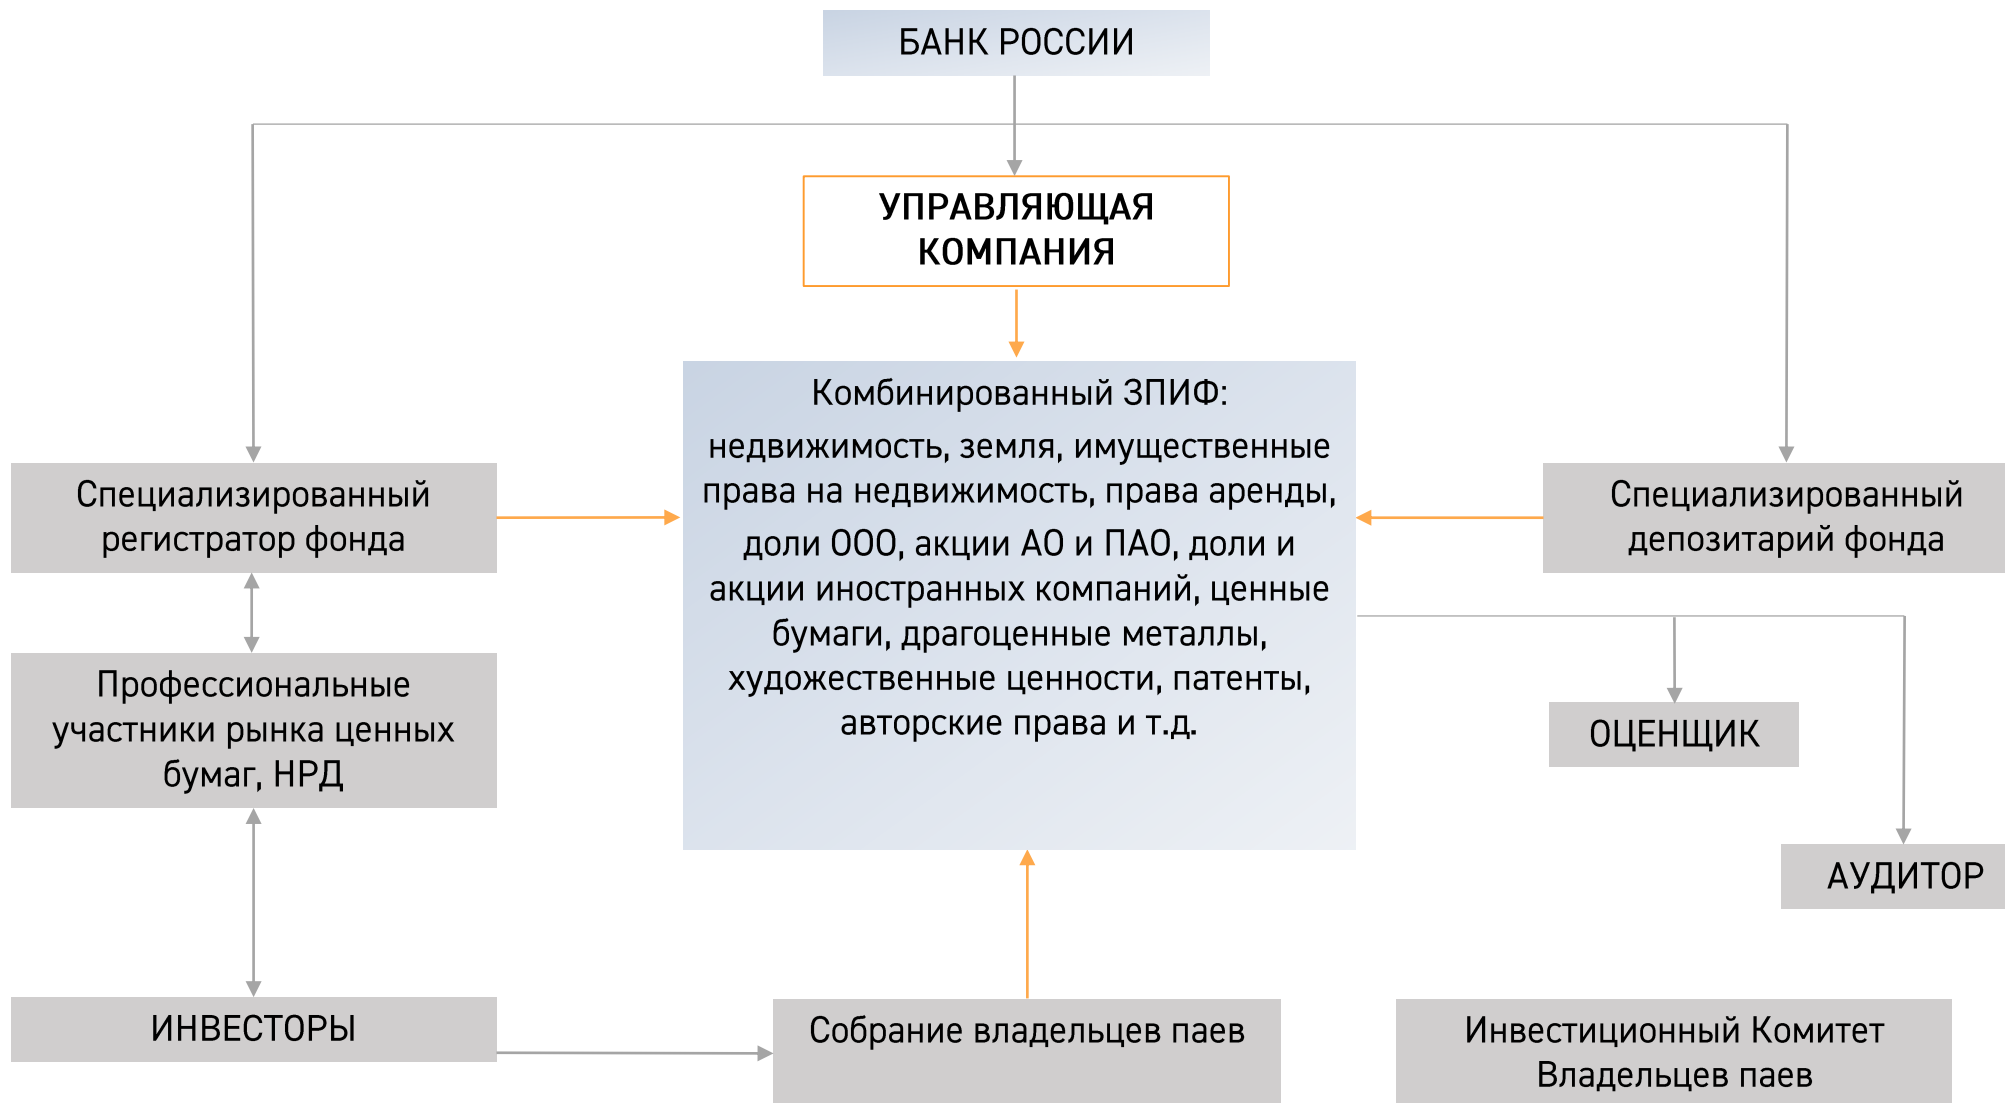 БАНК РОССИИ
УПРАВЛЯЮЩАЯ
КОМПАНИЯ
Комбинированный ЗПИФ:
недвижимость, земля, имущественные
права на недвижимость, права аренды,
доли ООО, акции АО и ПАО, доли и
акции иностранных компаний, ценные
бумаги, драгоценные металлы,
художественные ценности, патенты,
авторские права и т.д.
Специализированный
регистратор фонда
Специализированный
депозитарий фонда
Профессиональные
участники рынка ценных
бумаг, НРД
ОЦЕНЩИК
АУДИТОР
ИНВЕСТОРЫ
Собрание владельцев паев
Инвестиционный Комитет
Владельцев паев